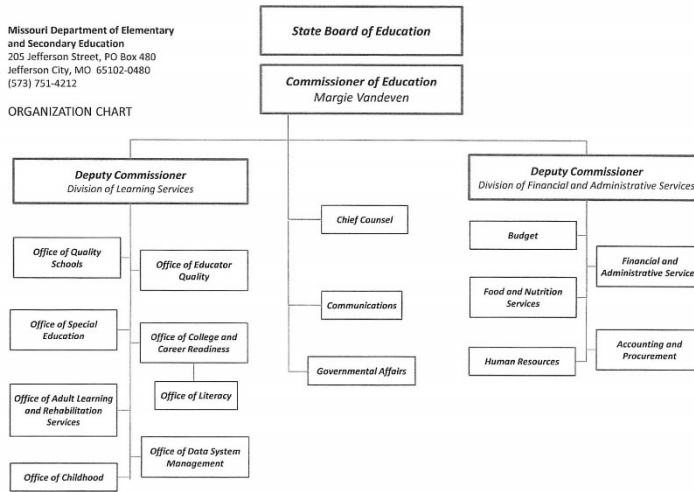 Missouri Department of Elementary
and Secondary Education
205 Jefferson Street, PO Box 480
Jefferson City, MO 65102-0480
(573) 751-4212
ORGANIZATION CHART
State Board of Education
Commissioner of Education
Margie Vandeven
Deputy Commissioner
Division of Learning Services
Office of Quality
Schools
Office of Educator
Quality
Office of Special
Education
Office of College and
Career Readiness
Office of Literacy
Office of Adult Learning
and Rehabilitation
Services
Office of Data System
Management
Office of Childhood
Chief Counsel
Communications
Governmental Affairs
Deputy Commissioner
Division of Financial and Administrative Services
Budget
Financial and
Administrative Service
Food and Nutrition
Services
Accounting and
Procurement
Human Resources